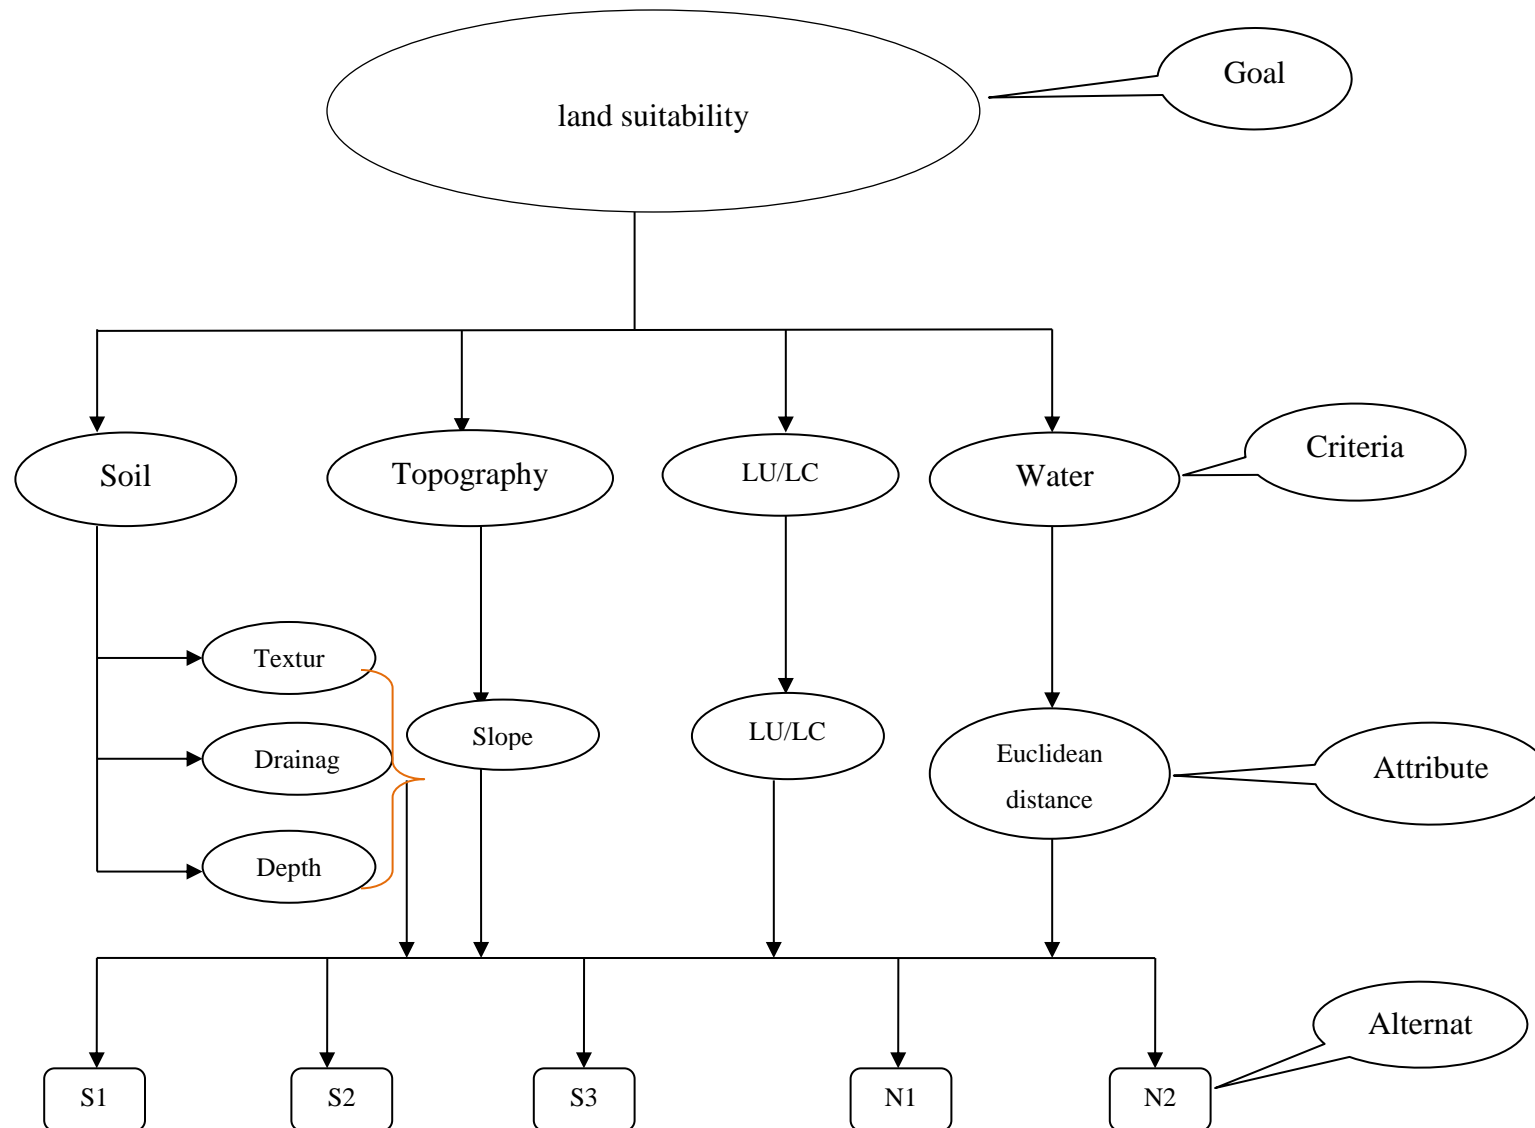 Goal
land suitability
Criteria
Soil
Topography
LU/LC
Water
Textur
Drainag
Depth
Slope
LU/LC
Euclidean
distance
Attribute
Alternat
S1
S2
S3
N1
N2